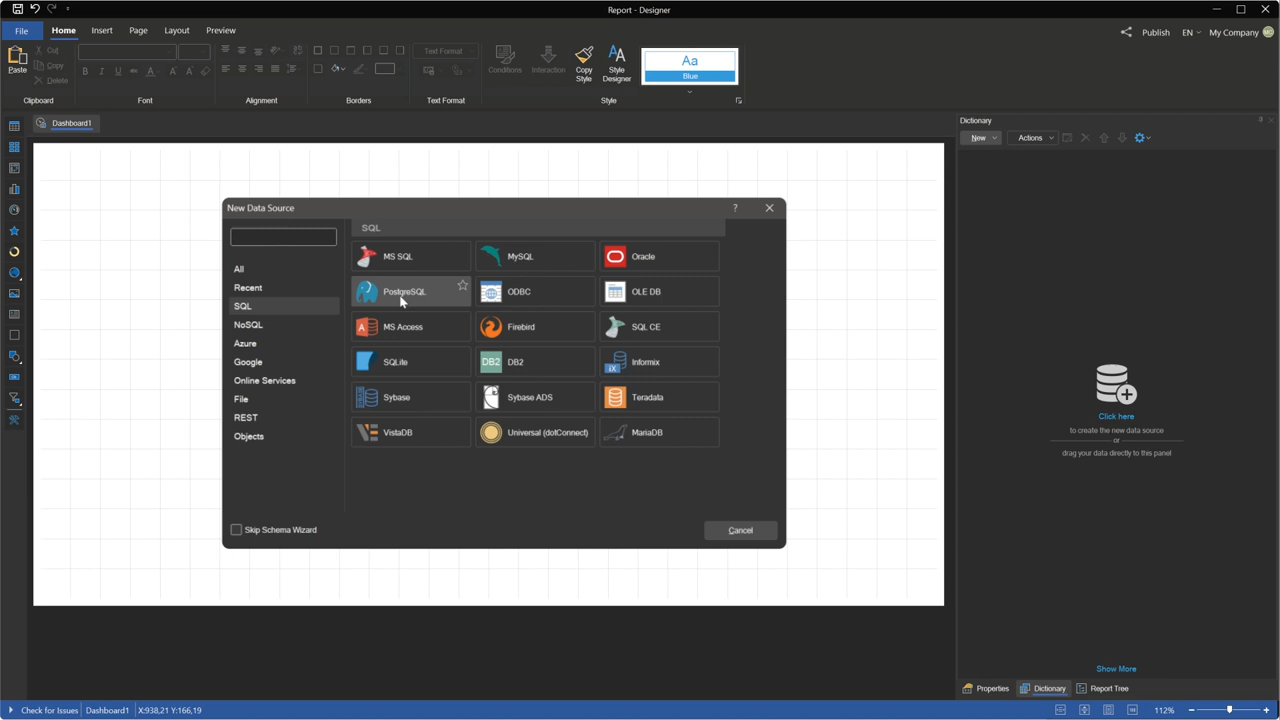 Report - Designer
File Home Insert Page Layout Preview Publish EN My Company MC
Paste Cut Copy Delete
B I U abc A A A
Text Format
Conditions Interaction Copy Style Style Designer
Aa
Blue
Clipboard Font Alignment Borders Text Format Style
Dashboard1
Dictionary
New Actions
New Data Source ?
SQL
All
Recent
SQL
NoSQL
Azure
Google
Online Services
File
REST
Objects
MS SQL MySQL Oracle
PostgreSQL ODBC OLE DB
MS Access Firebird SQL CE
SQLite DB2 DB2 iX Informix
Sybase Sybase ADS Teradata
VistaDB Universal (dotConnect) MariaDB
Skip Schema Wizard
Cancel
Click here
to create the new data source
or
drag your data directly to this panel
Show More
Properties Dictionary Report Tree
Check for Issues Dashboard1 X:938,21 Y:166,19 112%